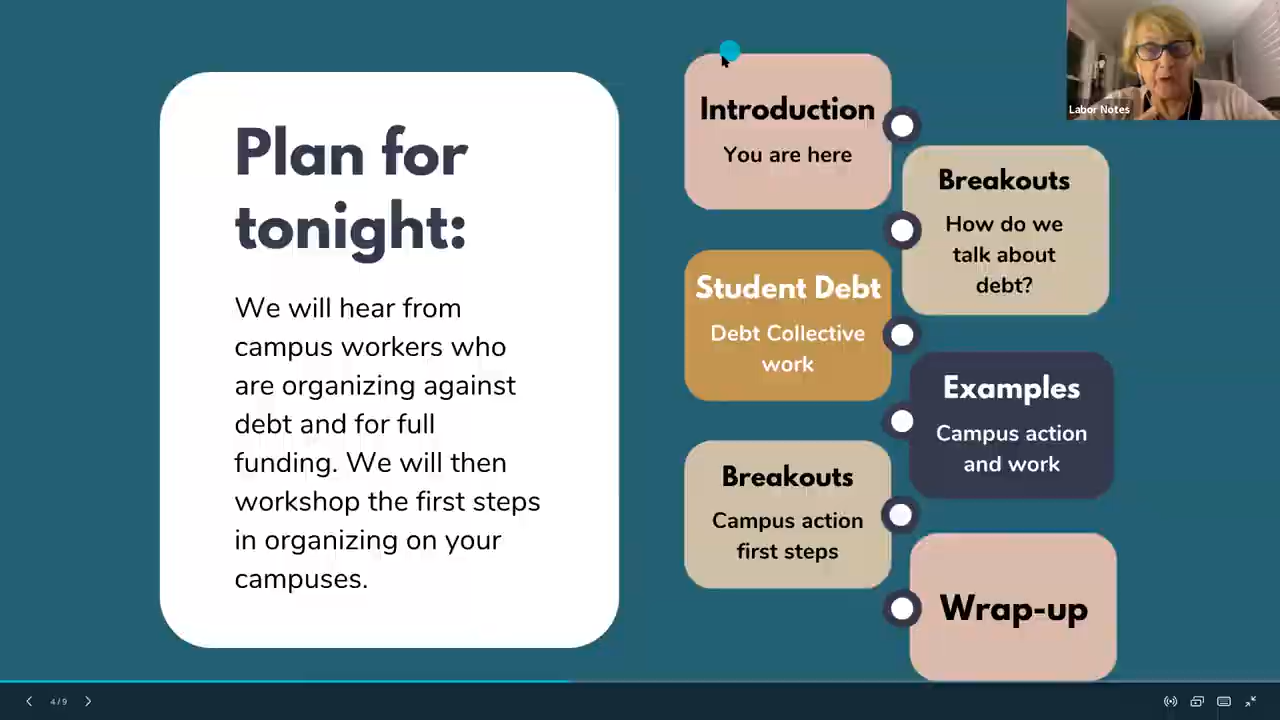 Plan for
tonight:
We will hear from
campus workers who
are organizing against
debt and for full
funding. We will then
workshop the first steps
in organizing on your
campuses.
Introduction
You are here
Breakouts
How do we
talk about
debt?
Student Debt
Debt Collective
work
Examples
Campus action
and work
Breakouts
Campus action
first steps
Wrap-up
Labor Notes
4/9